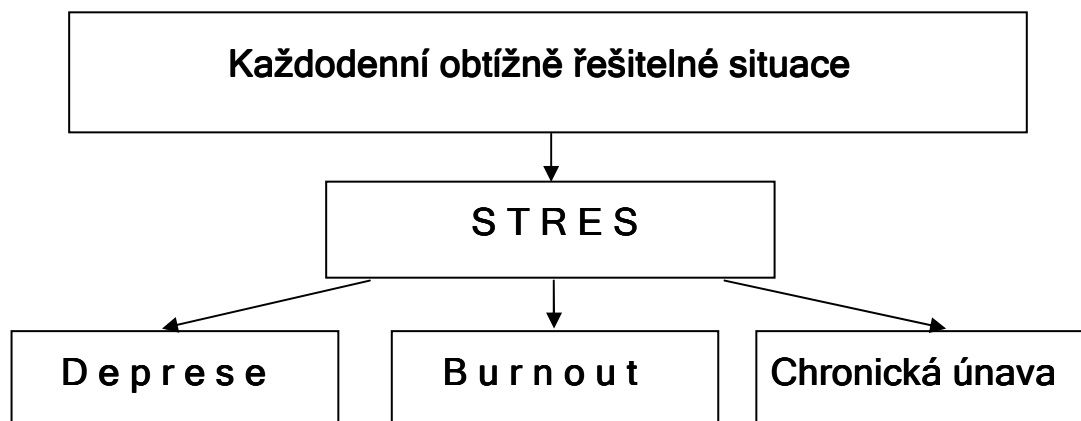 Každodenní obtížně řešitelné situace
S T R E S
D e p r e s e
B u r n o u t
Chronická únava